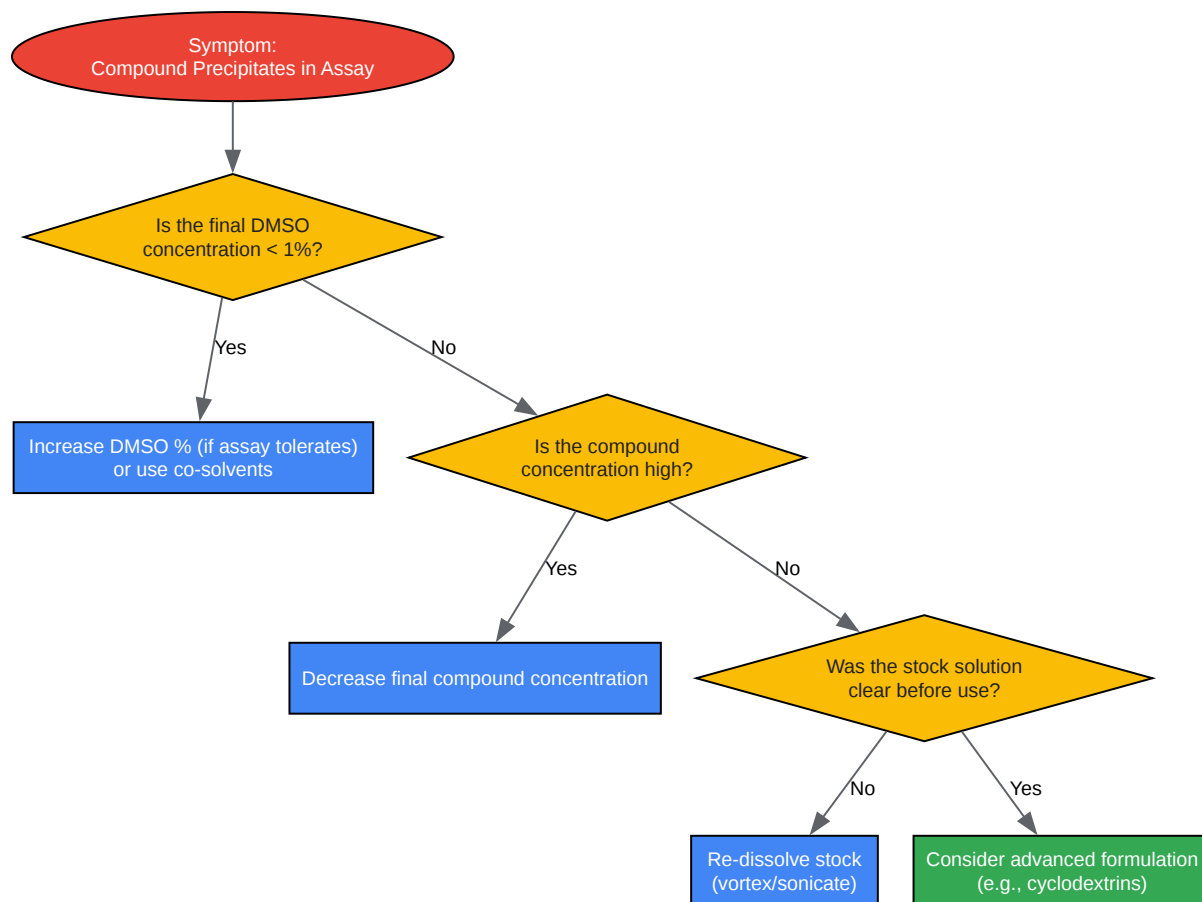 Symptom:
Compound Precipitates in Assay
Is the final DMSO
concentration < 1%?
Yes
No
Increase DMSO % (if assay tolerates)
or use co-solvents
Is the compound
concentration high?
Yes
No
Decrease final compound concentration
Was the stock solution
clear before use?
No
Yes
Re-dissolve stock
(vortex/sonicate)
Consider advanced formulation
(e.g., cyclodextrins)